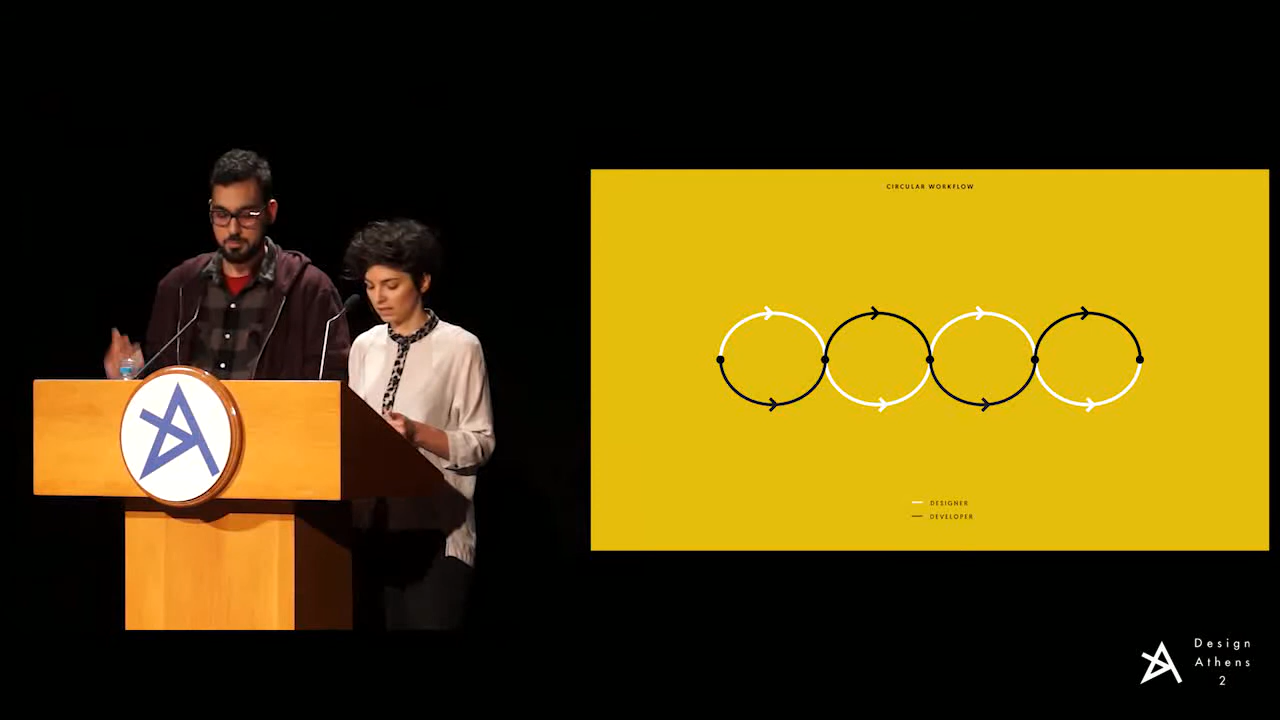 CIRCULAR WORKFLOW
DESIGNER
DEVELOPER
Design
Athens
2